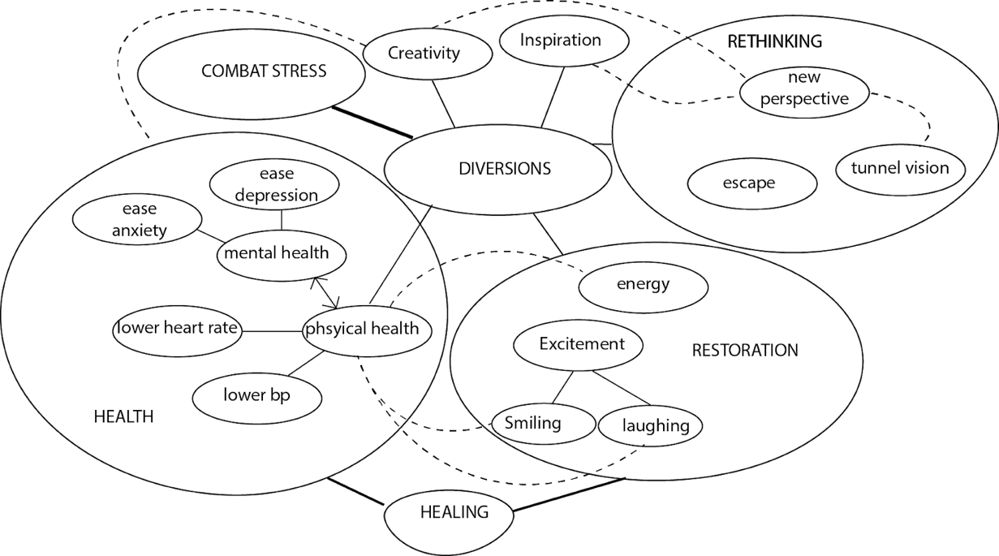 COMBAT STRESS
Creativity
Inspiration
RETHINKING
new
perspective
tunnel vision
escape
DIVERSIONS
ease
depression
ease
anxiety
mental health
lower heart rate
phsyical health
lower bp
HEALTH
energy
Excitement
RESTORATION
Smiling
laughing
HEALING